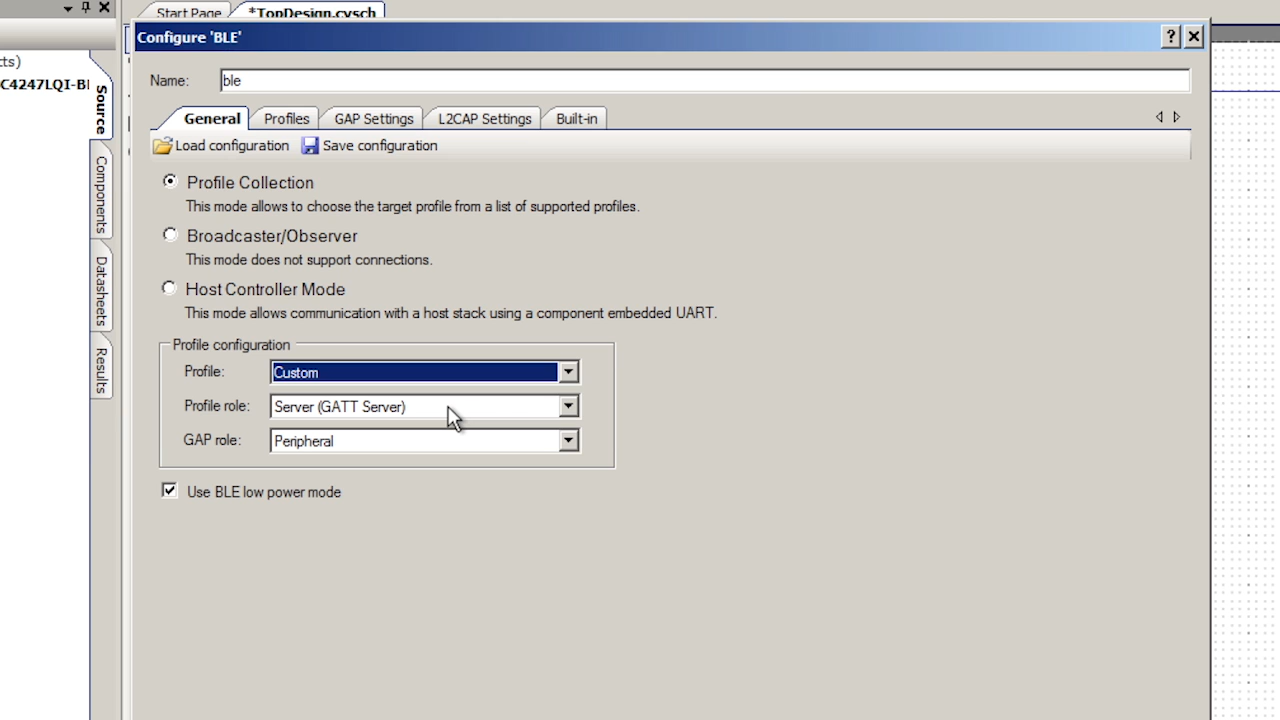 Start Page
*TopDesign.cysch
Configure 'BLE'
cts)
C4247LQI-Bl
Source
Components
Datasheets
Results
Name:
ble
General
Profiles
GAP Settings
L2CAP Settings
Built-in
Load configuration
Save configuration
Profile Collection
This mode allows to choose the target profile from a list of supported profiles.
Broadcaster/Observer
This mode does not support connections.
Host Controller Mode
This mode allows communication with a host stack using a component embedded UART.
Profile configuration
Profile:
Custom
Profile role:
Server (GATT Server)
GAP role:
Peripheral
Use BLE low power mode